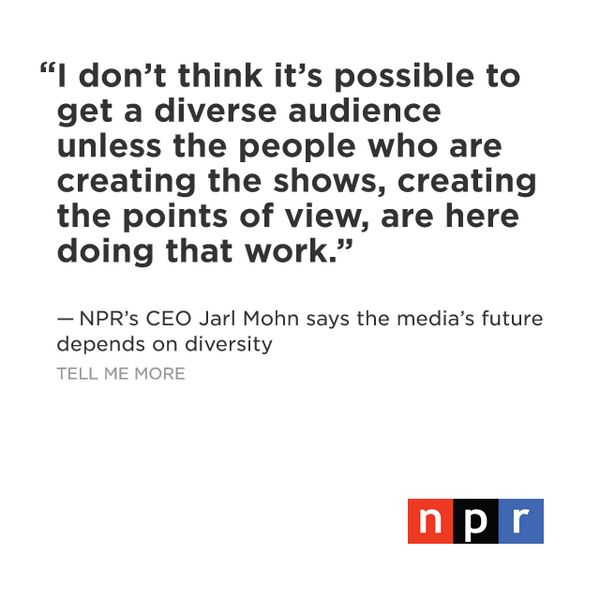 “I don’t think it’s possible to
get a diverse audience
unless the people who are
creating the shows, creating
the points of view, are here
doing that work.”
— NPR’s CEO Jarl Mohn says the media’s future
depends on diversity
TELL ME MORE
npr